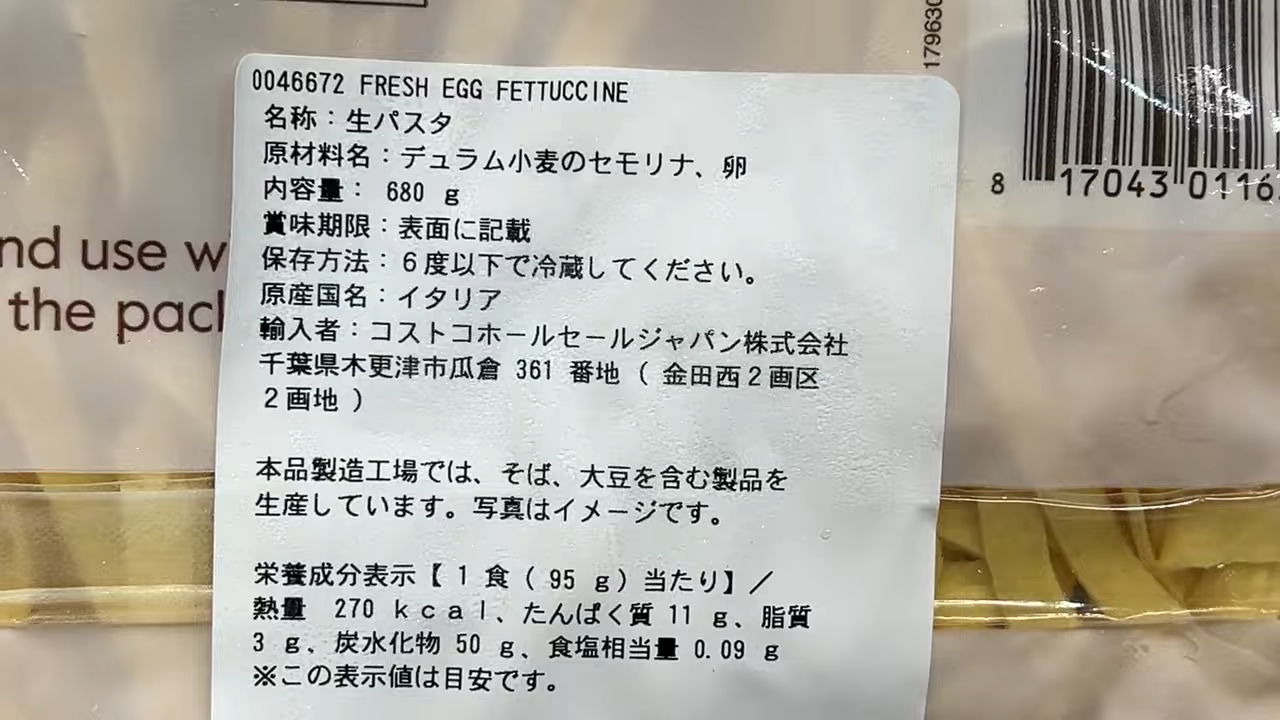 17963
8 17043 0116
nd use w
the pac
0046672 FRESH EGG FETTUCCINE
名称：生パスタ
原材料名：デュラム小麦のセモリナ、卵
内容量： 680 ｇ
賞味期限：表面に記載
保存方法：６度以下で冷蔵してください。
原産国名：イタリア
輸入者：コストコホールセールジャパン株式会社
千葉県木更津市瓜倉 361 番地（ 金田西２画区
２画地 ）
本品製造工場では、そば、大豆を含む製品を
生産しています。写真はイメージです。
栄養成分表示【 1 食（ 95 ｇ）当たり】／
熱量 270 ｋｃａｌ、たんぱく質 11 ｇ、脂質
3 ｇ、炭水化物 50 ｇ、食塩相当量 0.09 ｇ
※この表示値は目安です。